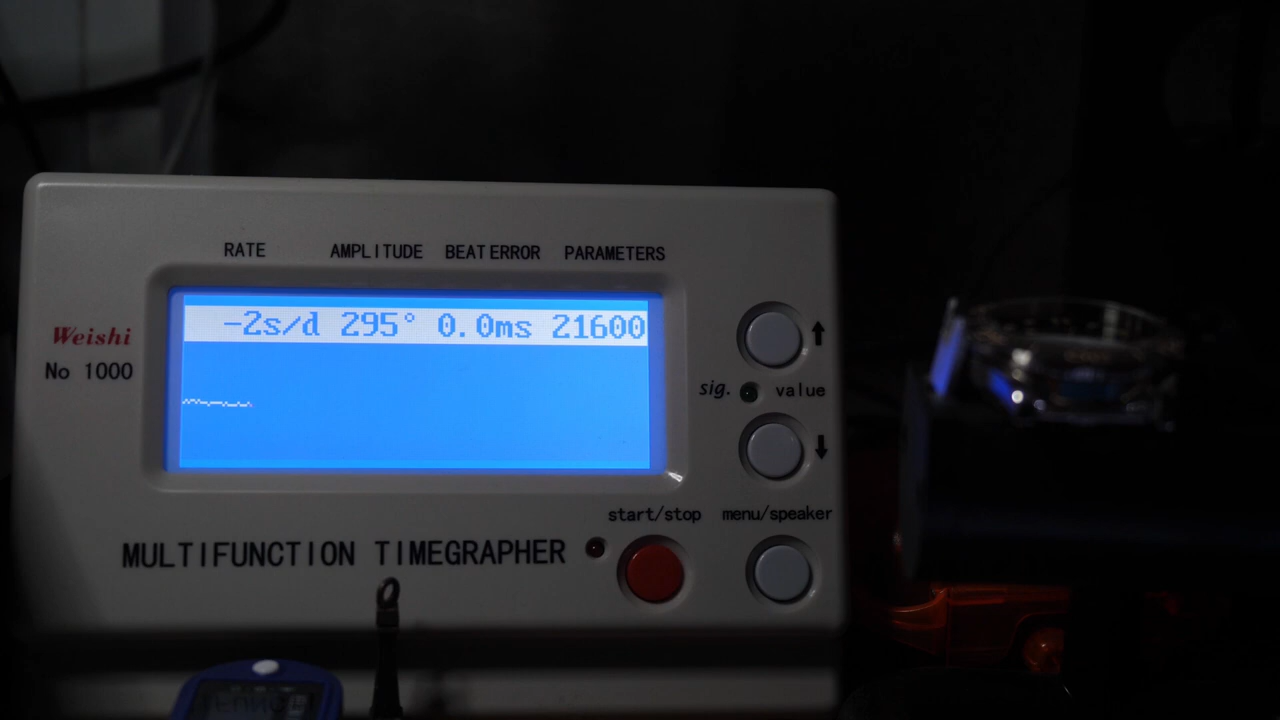 RATE AMPLITUDE BEAT ERROR PARAMETERS
-2s/d 295° 0.0ms 21600
Weishi
No 1000
sig. value
start/stop menu/speaker
MULTIFUNCTION TIMEGRAPHER